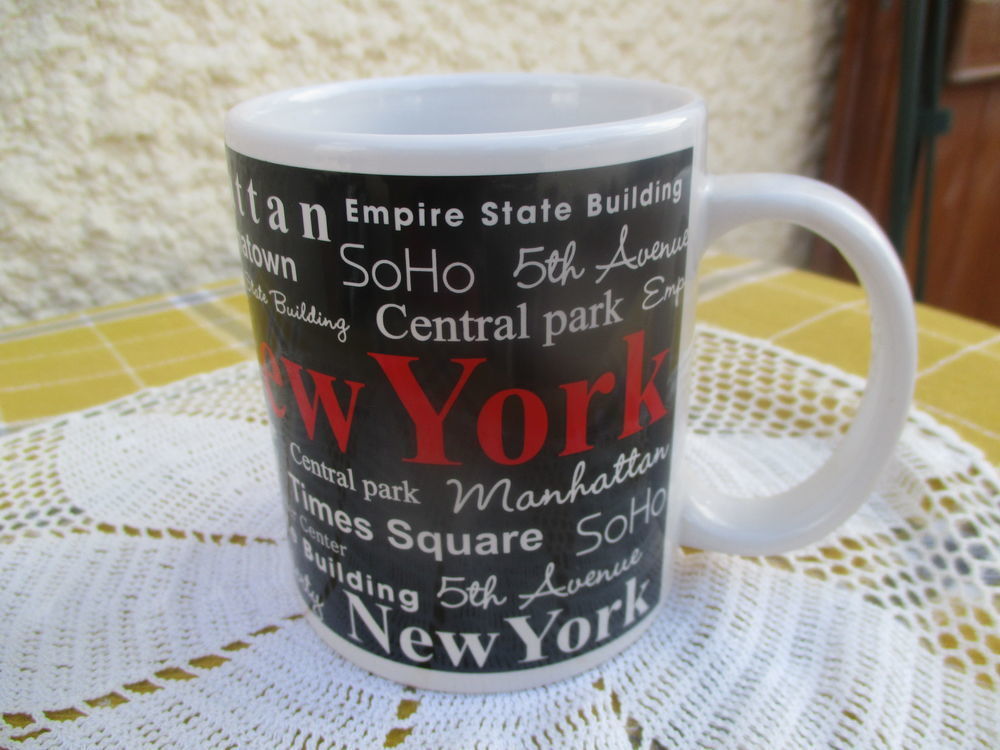 ttan Empire State Building
atown SoHo 5th Avenue
State Building Central park Emp
ew York
Central park Manhattan
Times Square SoHo
Center
e Building 5th Avenue
New York